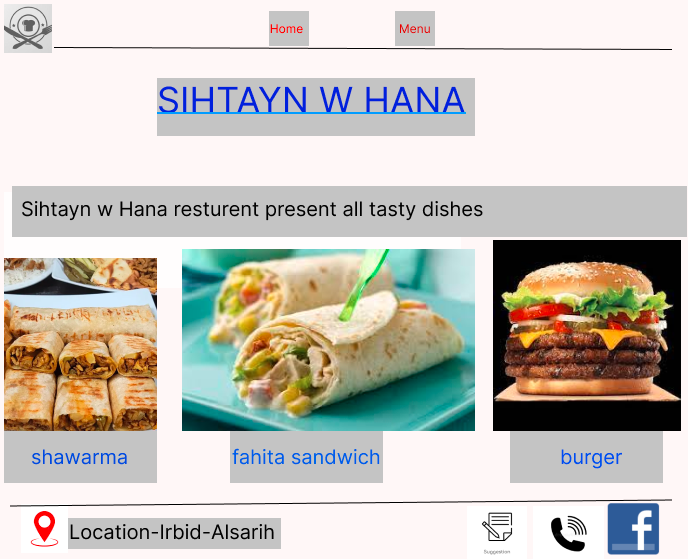 Home
Menu
SIHTAYN W HANA
Sihtayn w Hana resturent present all tasty dishes
shawarma
fahita sandwich
burger
Location-Irbid-Alsarih
Suggestion
f